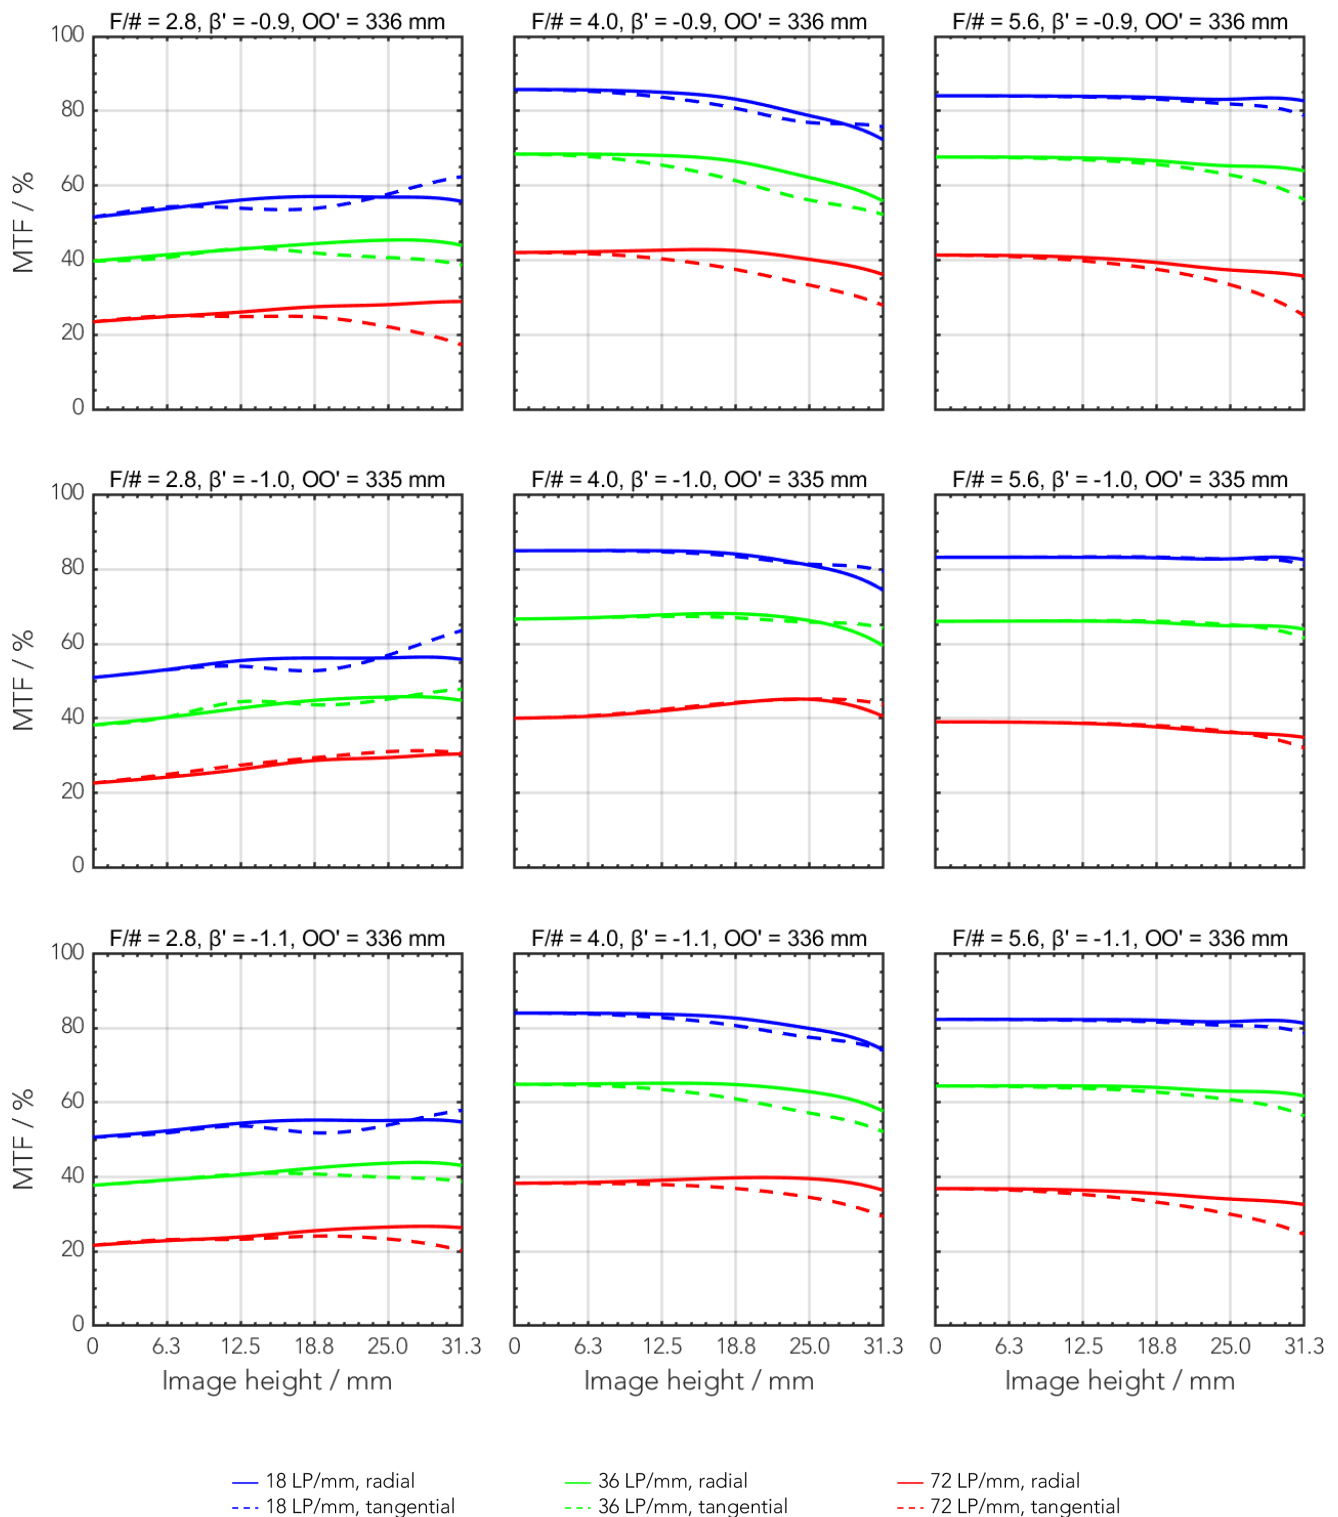 F/# = 2.8, β' = -0.9, OO' = 336 mm
F/# = 4.0, β' = -0.9, OO' = 336 mm
F/# = 5.6, β' = -0.9, OO' = 336 mm
100
80
60
40
20
0
MTF / %
F/# = 2.8, β' = -1.0, OO' = 335 mm
F/# = 4.0, β' = -1.0, OO' = 335 mm
F/# = 5.6, β' = -1.0, OO' = 335 mm
100
80
60
40
20
0
MTF / %
F/# = 2.8, β' = -1.1, OO' = 336 mm
F/# = 4.0, β' = -1.1, OO' = 336 mm
F/# = 5.6, β' = -1.1, OO' = 336 mm
100
80
60
40
20
0
MTF / %
0 6.3 12.5 18.8 25.0 31.3
0 6.3 12.5 18.8 25.0 31.3
0 6.3 12.5 18.8 25.0 31.3
Image height / mm
Image height / mm
Image height / mm
18 LP/mm, radial
36 LP/mm, radial
72 LP/mm, radial
18 LP/mm, tangential
36 LP/mm, tangential
72 LP/mm, tangential